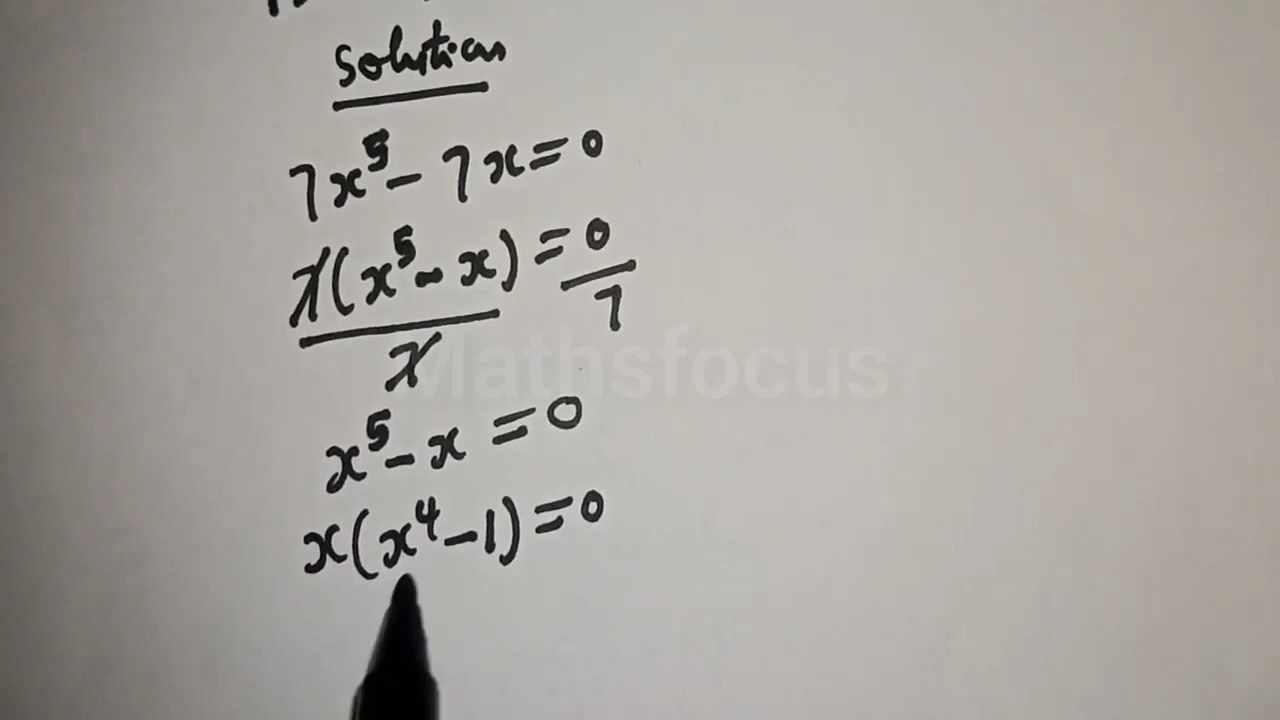 Solution
7x⁵ - 7x = 0
7(x⁵ - x) = 0
7 7
Mathsfocus
x⁵ - x = 0
x(x⁴ - 1) = 0